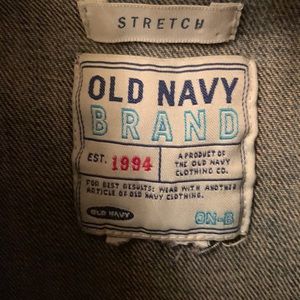 STRETCH
OLD NAVY
BRAND
EST. 1994
A PRODUCT OF
THE OLD NAVY
CLOTHING CO.
FOR BEST RESULTS: WEAR WITH ANOTHER
ARTICLE OF OLD NAVY CLOTHING.
OLD NAVY
ON-B